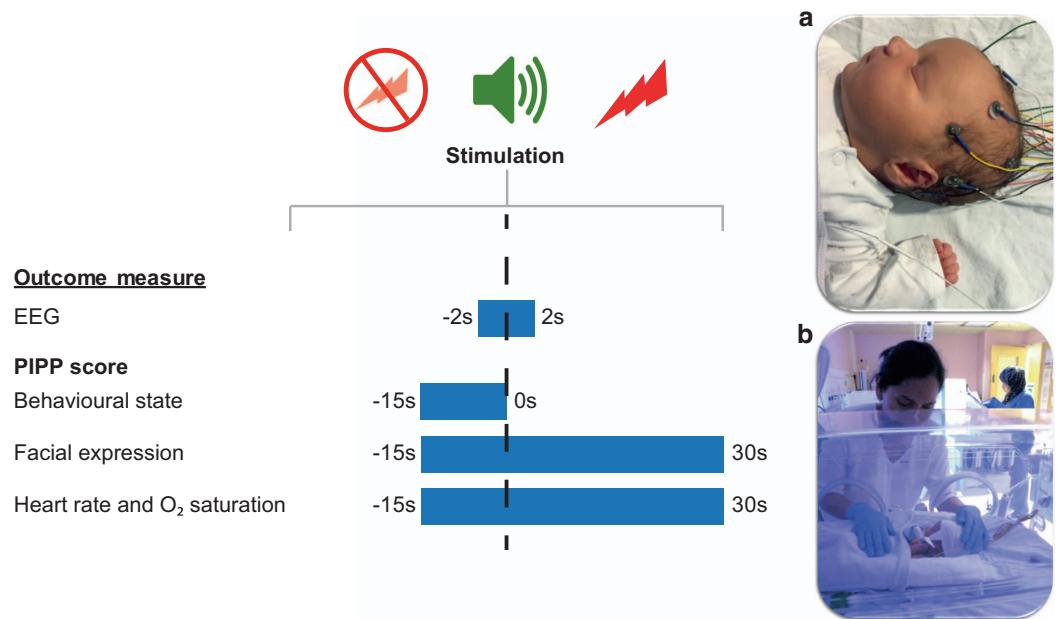 a
Stimulation
Outcome measure
EEG
-2s
2s
PIPP score
Behavioural state
-15s
0s
Facial expression
-15s
30s
Heart rate and O₂ saturation
-15s
30s
b